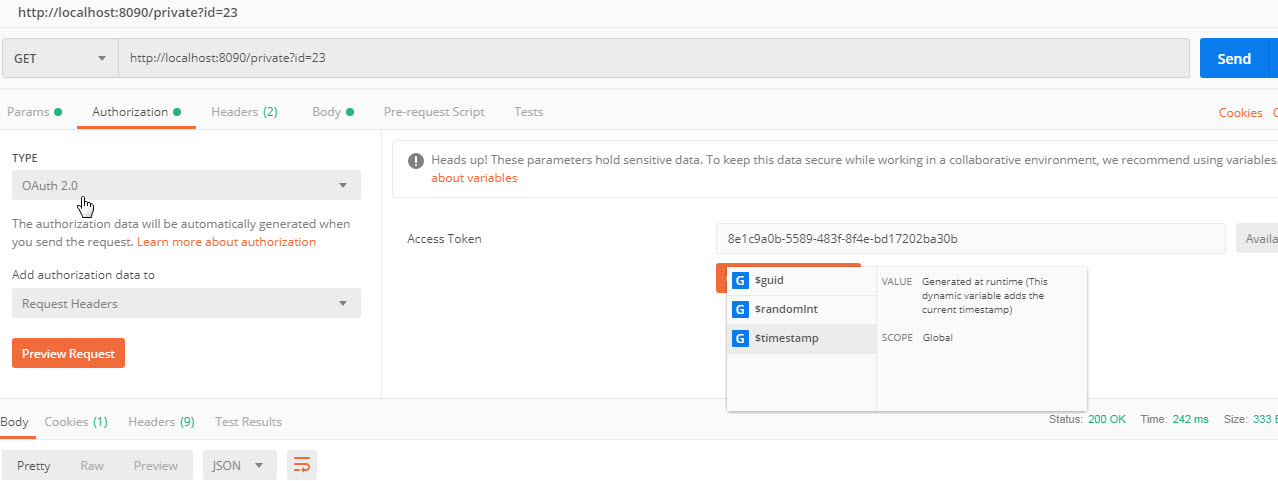 http://localhost:8090/private?id=23
GET
http://localhost:8090/private?id=23
Send
Params
Authorization
Headers (2)
Body
Pre-request Script
Tests
Cookies
TYPE
OAuth 2.0
The authorization data will be automatically generated when
you send the request. Learn more about authorization
Add authorization data to
Request Headers
Preview Request
Heads up! These parameters hold sensitive data. To keep this data secure while working in a collaborative environment, we recommend using variables.
about variables
Access Token
8e1c9a0b-5589-483f-8f4e-bd17202ba30b
Availa
G $guid
G $randomInt
G $timestamp
VALUE Generated at runtime (This
dynamic variable adds the
current timestamp)
SCOPE Global
Body
Cookies (1)
Headers (9)
Test Results
Status: 200 OK
Time: 242 ms
Size: 333
Pretty
Raw
Preview
JSON